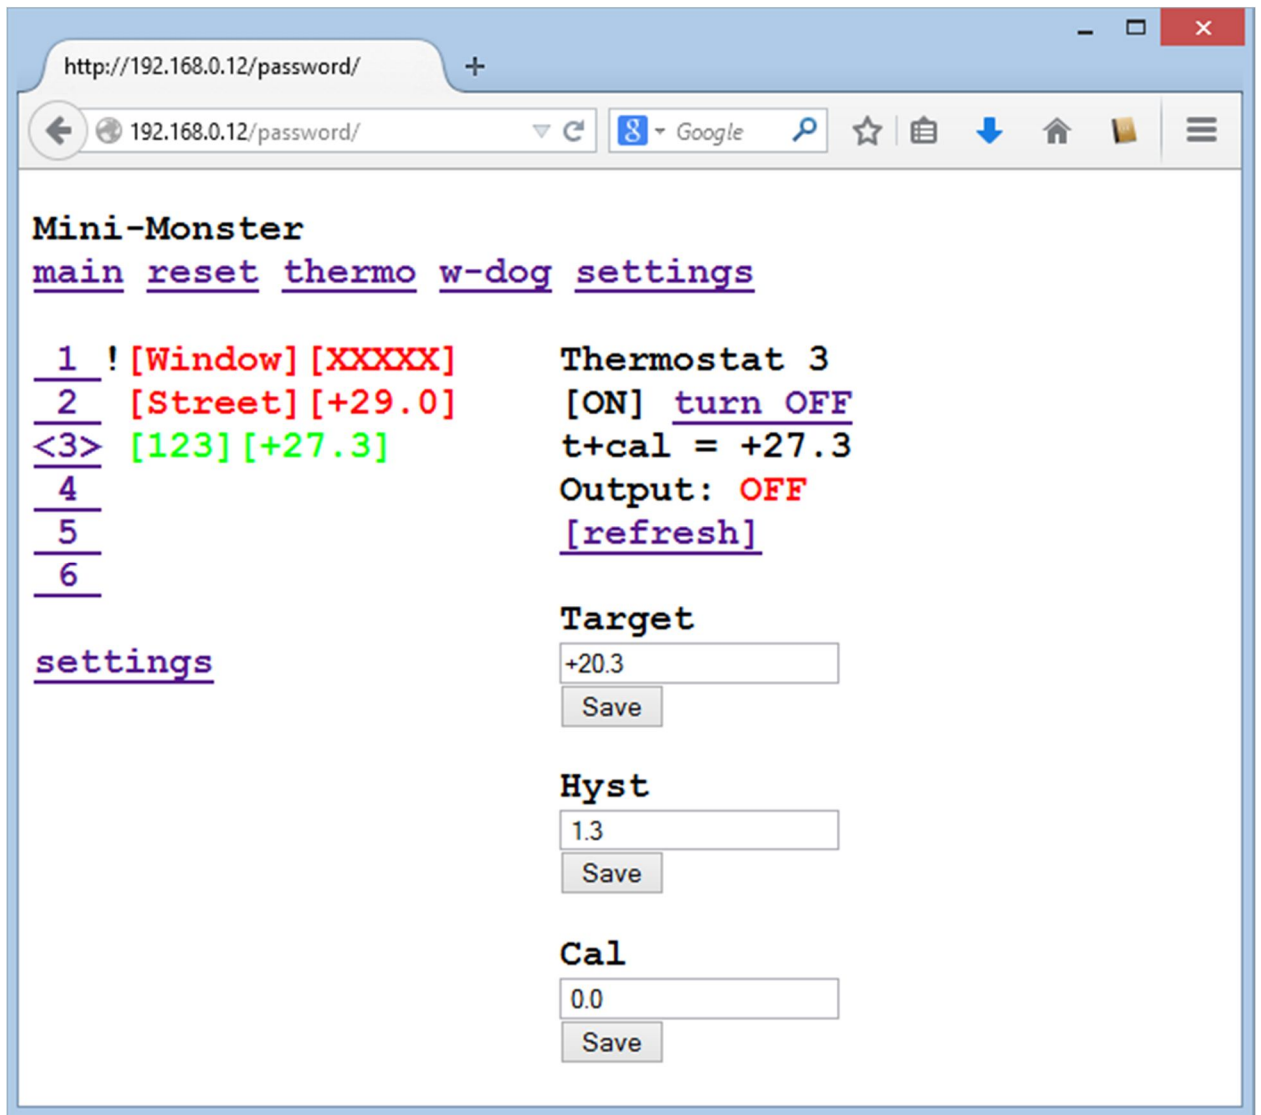 http://192.168.0.12/password/
192.168.0.12/password/
8 Google
Mini-Monster
main reset thermo w-dog settings
1 ![Window][XXXXX]
2 [Street][+29.0]
<3> [123][+27.3]
4
5
6
settings
Thermostat 3
[ON] turn OFF
t+cal = +27.3
Output: OFF
[refresh]
Target
+20.3
Save
Hyst
1.3
Save
Cal
0.0
Save